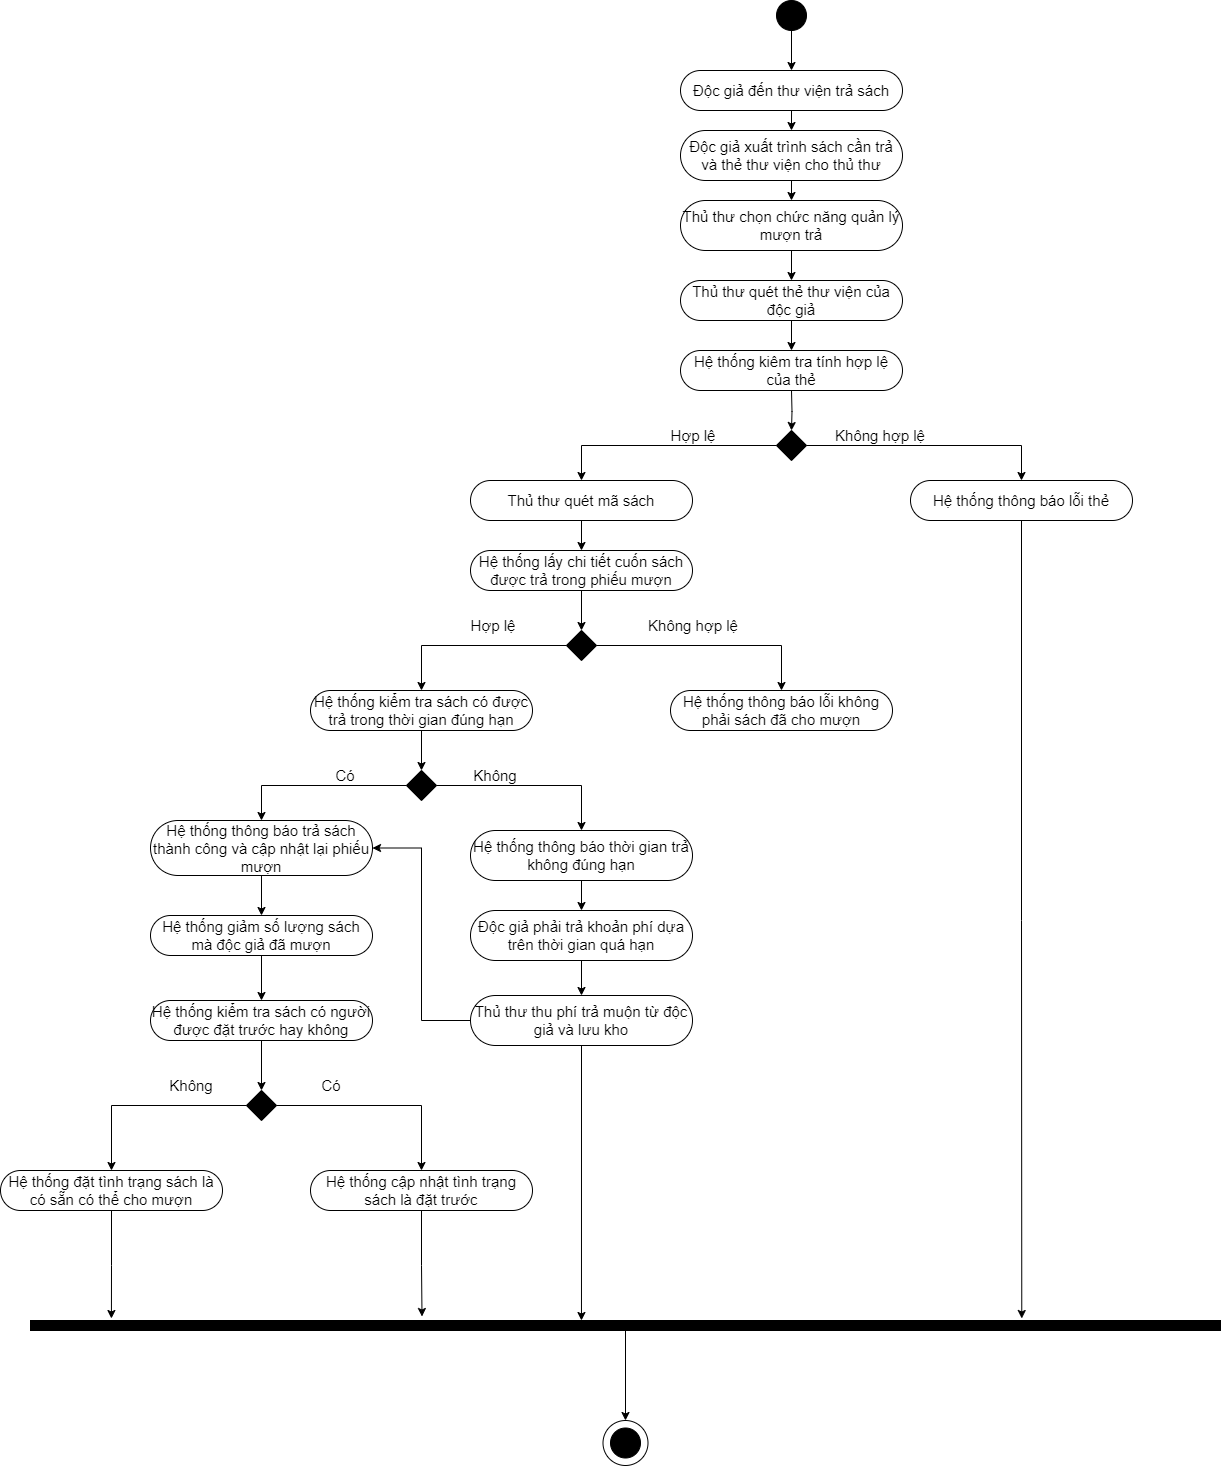 Độc giả đến thư viện trả sách
Độc giả xuất trình sách cần trả
và thẻ thư viện cho thủ thư
Thủ thư chọn chức năng quản lý
mượn trả
Thủ thư quét thẻ thư viện của
độc giả
Hệ thống kiêm tra tính hợp lệ
của thẻ
Hợp lệ
Không hợp lệ
Thủ thư quét mã sách
Hệ thống thông báo lỗi thẻ
Hệ thống lấy chi tiết cuốn sách
được trả trong phiếu mượn
Hợp lệ
Không hợp lệ
Hệ thống kiểm tra sách có được
trả trong thời gian đúng hạn
Hệ thống thông báo lỗi không
phải sách đã cho mượn
Có
Không
Hệ thống thông báo trả sách
thành công và cập nhật lại phiếu
mượn
Hệ thống thông báo thời gian trả
không đúng hạn
Hệ thống giảm số lượng sách
mà độc giả đã mượn
Độc giả phải trả khoản phí dựa
trên thời gian quá hạn
Hệ thống kiểm tra sách có người
được đặt trước hay không
Thủ thư thu phí trả muộn từ độc
giả và lưu kho
Không
Có
Hệ thống đặt tình trạng sách là
có sẵn có thể cho mượn
Hệ thống cập nhật tình trạng
sách là đặt trước